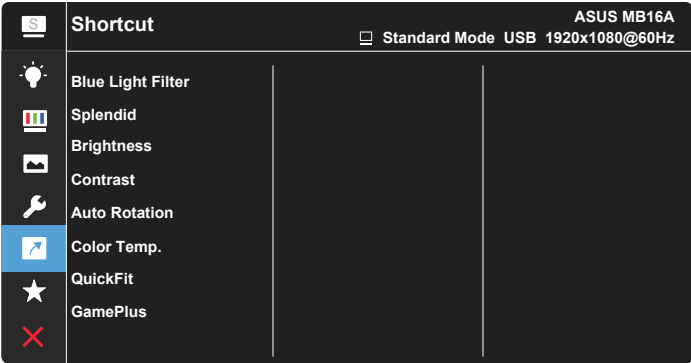 S
Shortcut
ASUS MB16A
Standard Mode USB 1920x1080@60Hz
Blue Light Filter
Splendid
Brightness
Contrast
Auto Rotation
Color Temp.
QuickFit
GamePlus